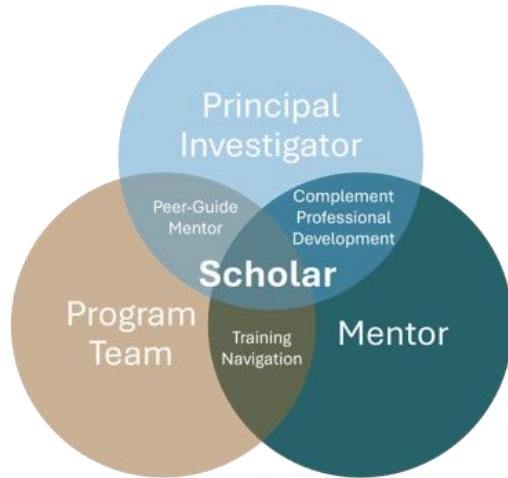 Principal
Investigator
Peer-Guide
Mentor
Complement
Professional
Development
Scholar
Program
Team
Training
Navigation
Mentor